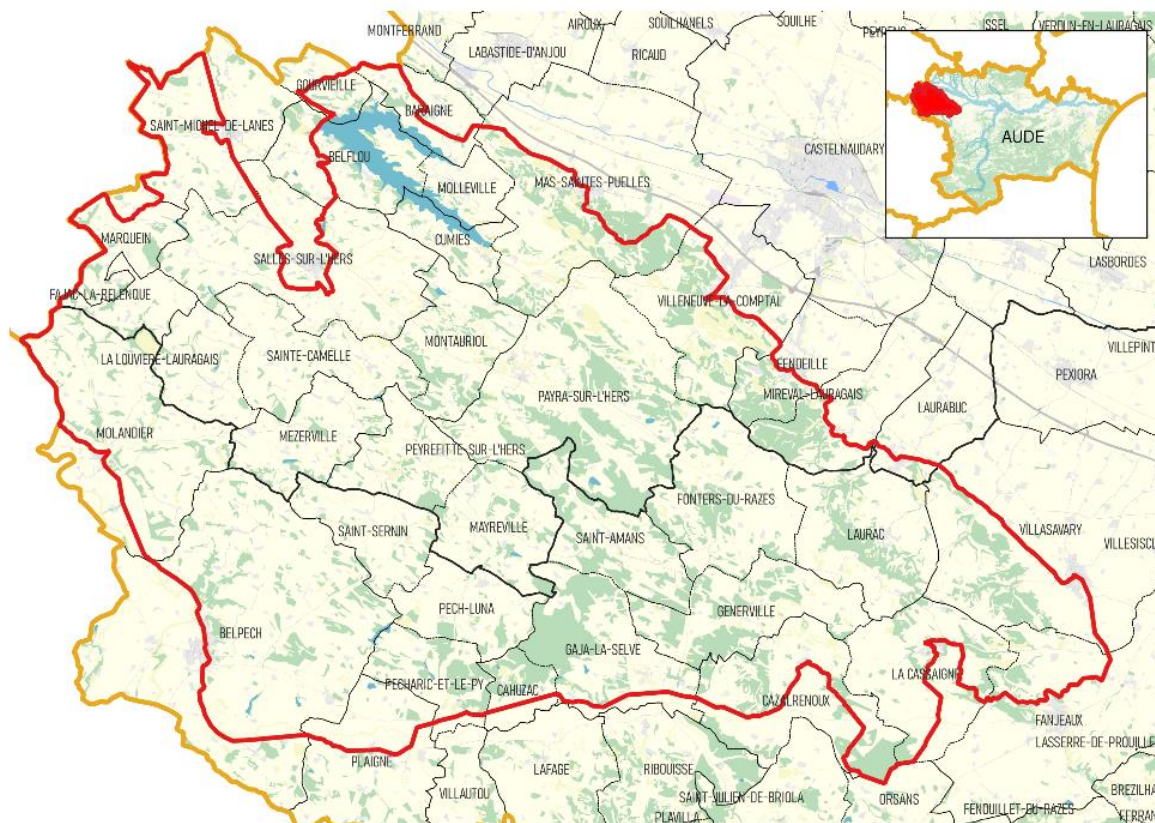 AIROUX
SOUILHANELS
SOUILHE
ISSEL
VERDUN-EN-LAURAGAIS
MONTFERRAND
PEYRENS
LABASTIDE-D'ANJOU
RICAUD
GOURVIEILLE
BARAIGNE
SAINT-MICHEL-DE-LANES
AUDE
CASTELNAUDARY
BELFLOU
MOLLEVILLE
MAS-SAINTES-PUELLES
MARQUEIN
CUMIES
SALLES-SUR-L'HERS
LASBORDES
FAJAC-LA-RELENQUE
VILLENEUVE-LA-COMPTAL
MONTAURIOL
VILLEPINT
LA LOUVIERE-LAURAGAIS
SAINTE-CAMELLE
FENDEILLE
PEXIORA
PAYRA-SUR-L'HERS
MIREVAL-LAURAGAIS
LAURABUC
MOLANDIER
MEZERVILLE
PEYREFITTE-SUR-L'HERS
FONTERS-DU-RAZES
SAINT-SERNIN
MAYREVILLE
SAINT-AMANS
LAURAC
VILLASAVARY
VILLESISCL
PECH-LUNA
GENERVILLE
BELPECH
GAJA-LA-SELVE
LA CASSAIGNE
PECHARIC-ET-LE-PY
CAHUZAC
CAZALRENOUX
FANJEAUX
LASSERRE-DE-PROUILLE
PLAIGNE
LAFAGE
RIBOUISSE
VILLAUTOU
SAINT-JULIEN-DE-BRIOLA
ORSANS
BREZILHA
PLAVILLA
FENOUILLET-DU-RAZES
FERRAN